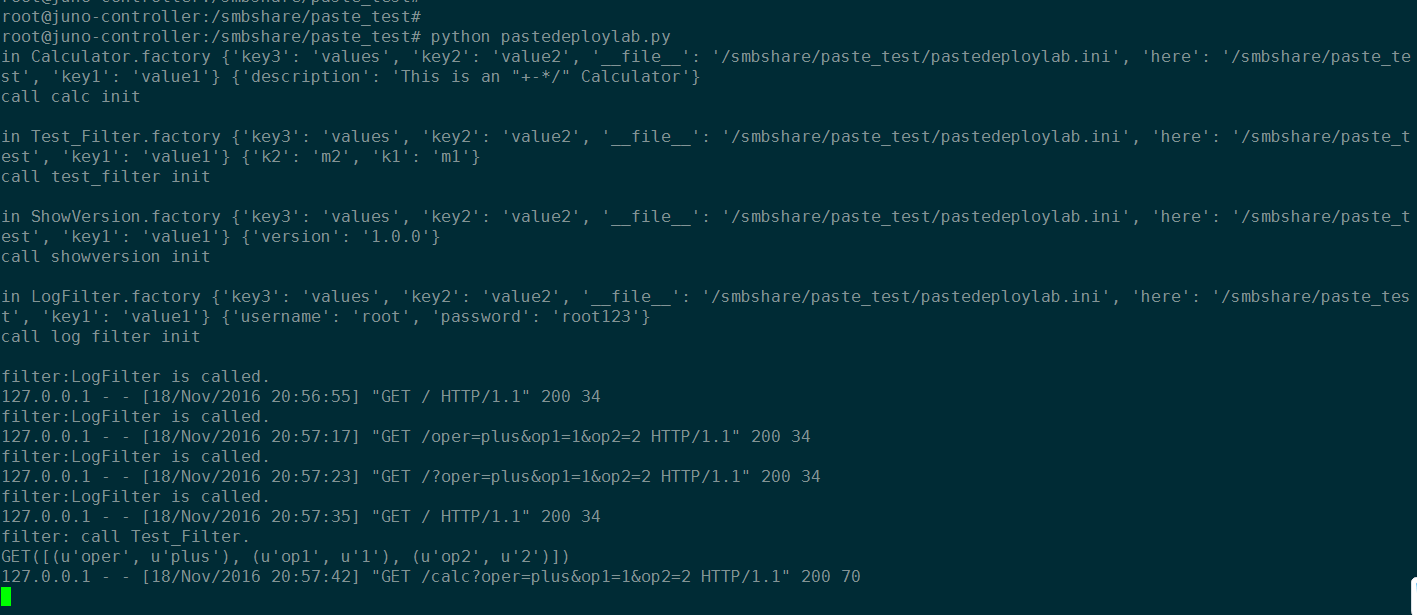 root@juno-controller:/smbshare/paste_test#
root@juno-controller:/smbshare/paste_test#
root@juno-controller:/smbshare/paste_test# python pastedeploylab.py
in Calculator.factory {'key3': 'values', 'key2': 'value2', '__file__': '/smbshare/paste_test/pastedeploylab.ini', 'here': '/smbshare/paste_te
st', 'key1': 'value1'} {'description': 'This is an "+-*/" Calculator'}
call calc init
in Test_Filter.factory {'key3': 'values', 'key2': 'value2', '__file__': '/smbshare/paste_test/pastedeploylab.ini', 'here': '/smbshare/paste_t
est', 'key1': 'value1'} {'k2': 'm2', 'k1': 'm1'}
call test_filter init
in ShowVersion.factory {'key3': 'values', 'key2': 'value2', '__file__': '/smbshare/paste_test/pastedeploylab.ini', 'here': '/smbshare/paste_t
est', 'key1': 'value1'} {'version': '1.0.0'}
call showversion init
in LogFilter.factory {'key3': 'values', 'key2': 'value2', '__file__': '/smbshare/paste_test/pastedeploylab.ini', 'here': '/smbshare/paste_tes
t', 'key1': 'value1'} {'username': 'root', 'password': 'root123'}
call log filter init
filter:LogFilter is called.
127.0.0.1 - - [18/Nov/2016 20:56:55] "GET / HTTP/1.1" 200 34
filter:LogFilter is called.
127.0.0.1 - - [18/Nov/2016 20:57:17] "GET /oper=plus&op1=1&op2=2 HTTP/1.1" 200 34
filter:LogFilter is called.
127.0.0.1 - - [18/Nov/2016 20:57:23] "GET /?oper=plus&op1=1&op2=2 HTTP/1.1" 200 34
filter:LogFilter is called.
127.0.0.1 - - [18/Nov/2016 20:57:35] "GET / HTTP/1.1" 200 34
filter: call Test_Filter.
GET([(u'oper', u'plus'), (u'op1', u'1'), (u'op2', u'2')])
127.0.0.1 - - [18/Nov/2016 20:57:42] "GET /calc?oper=plus&op1=1&op2=2 HTTP/1.1" 200 70